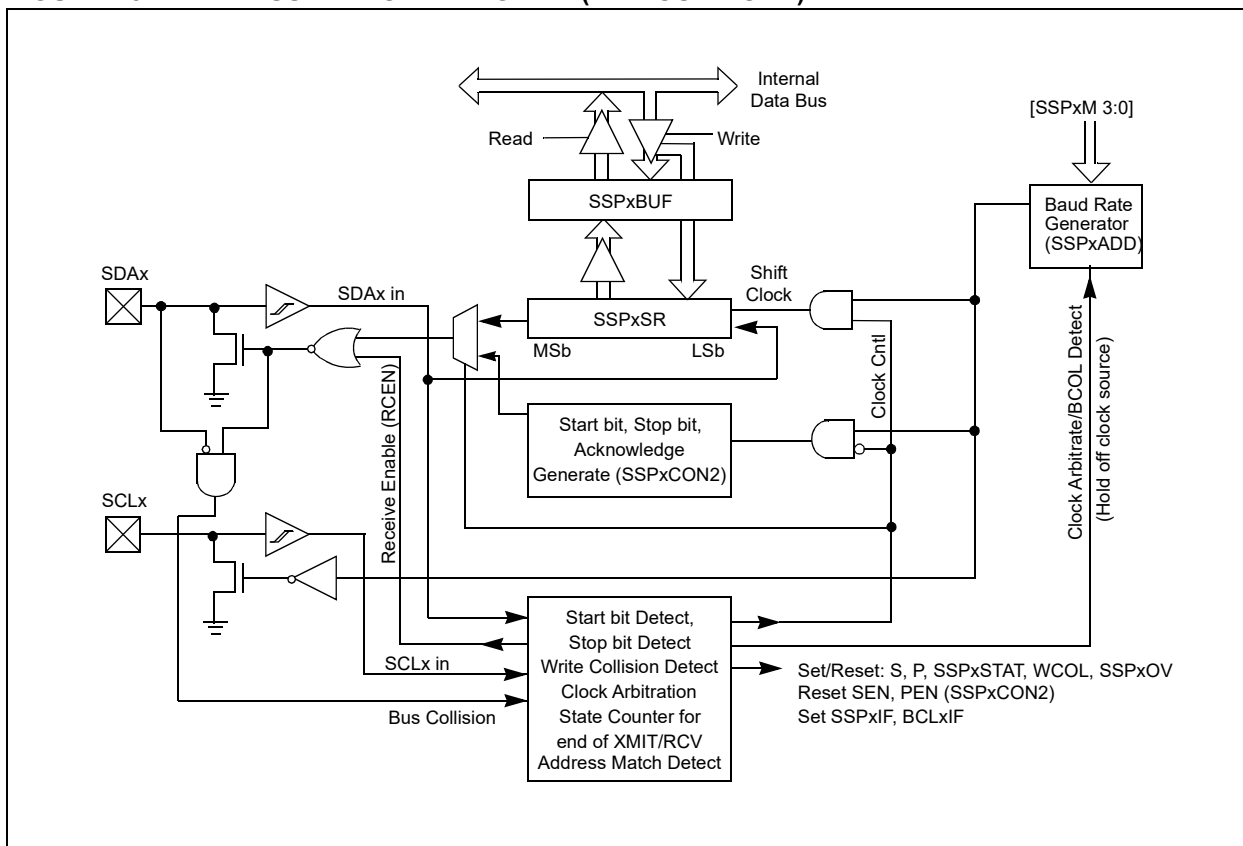 Internal
Data Bus
[SSPxM 3:0]
Read
Write
SSPxBUF
Baud Rate
Generator
(SSPxADD)
SDAx
SDAx in
Shift
Clock
SSPxSR
MSb
LSb
Receive Enable (RCEN)
Clock Cntl
Clock Arbitrate/BCOL Detect
(Hold off clock source)
Start bit, Stop bit,
Acknowledge
Generate (SSPxCON2)
SCLx
SCLx in
Bus Collision
Start bit Detect,
Stop bit Detect
Write Collision Detect
Clock Arbitration
State Counter for
end of XMIT/RCV
Address Match Detect
Set/Reset: S, P, SSPxSTAT, WCOL, SSPxOV
Reset SEN, PEN (SSPxCON2)
Set SSPxIF, BCLxIF